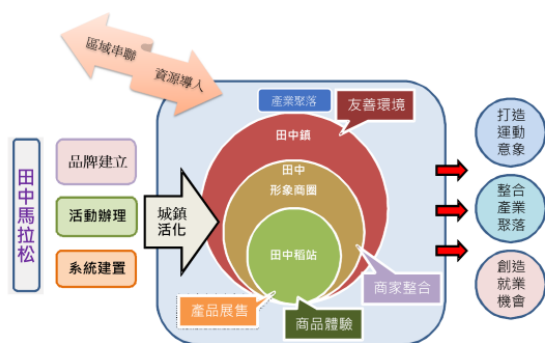 區域串聯
資源導入
田中馬拉松
品牌建立
活動辦理
系統建置
城鎮
活化
產業聚落
友善環境
田中鎮
田中
形象商圈
田中稻站
商家整合
產品展售
商品體驗
打造
運動
意象
整合
產業
聚落
創造
就業
機會